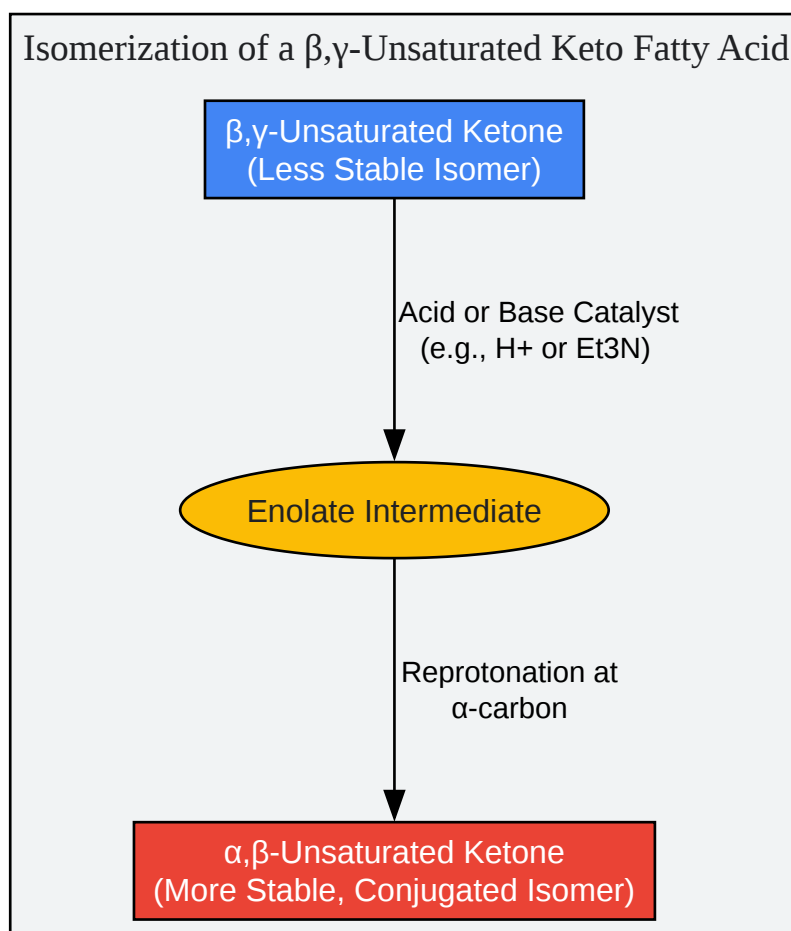 Isomerization of a β,γ-Unsaturated Keto Fatty Acid
β,γ-Unsaturated Ketone
(Less Stable Isomer)
Acid or Base Catalyst
(e.g., H+ or Et3N)
Enolate Intermediate
Reprotonation at
α-carbon
α,β-Unsaturated Ketone
(More Stable, Conjugated Isomer)